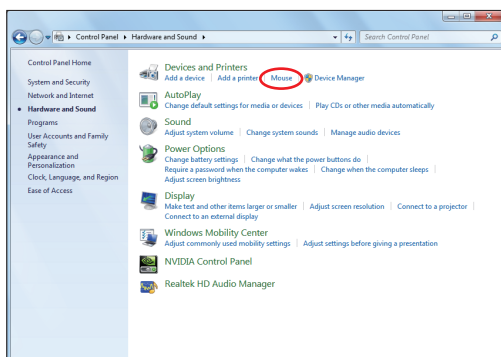 Control Panel Hardware and Sound Search Control Panel
Control Panel Home
System and Security
Network and Internet
Hardware and Sound
Programs
User Accounts and Family
Safety
Appearance and
Personalization
Clock, Language, and Region
Ease of Access
Devices and Printers
Add a device Add a printer Mouse Device Manager
AutoPlay
Change default settings for media or devices Play CDs or other media automatically
Sound
Adjust system volume Change system sounds Manage audio devices
Power Options
Change battery settings Change what the power buttons do
Require a password when the computer wakes Change when the computer sleeps
Adjust screen brightness
Display
Make text and other items larger or smaller Adjust screen resolution Connect to a projector
Connect to an external display
Windows Mobility Center
Adjust commonly used mobility settings Adjust settings before giving a presentation
NVIDIA Control Panel
Realtek HD Audio Manager